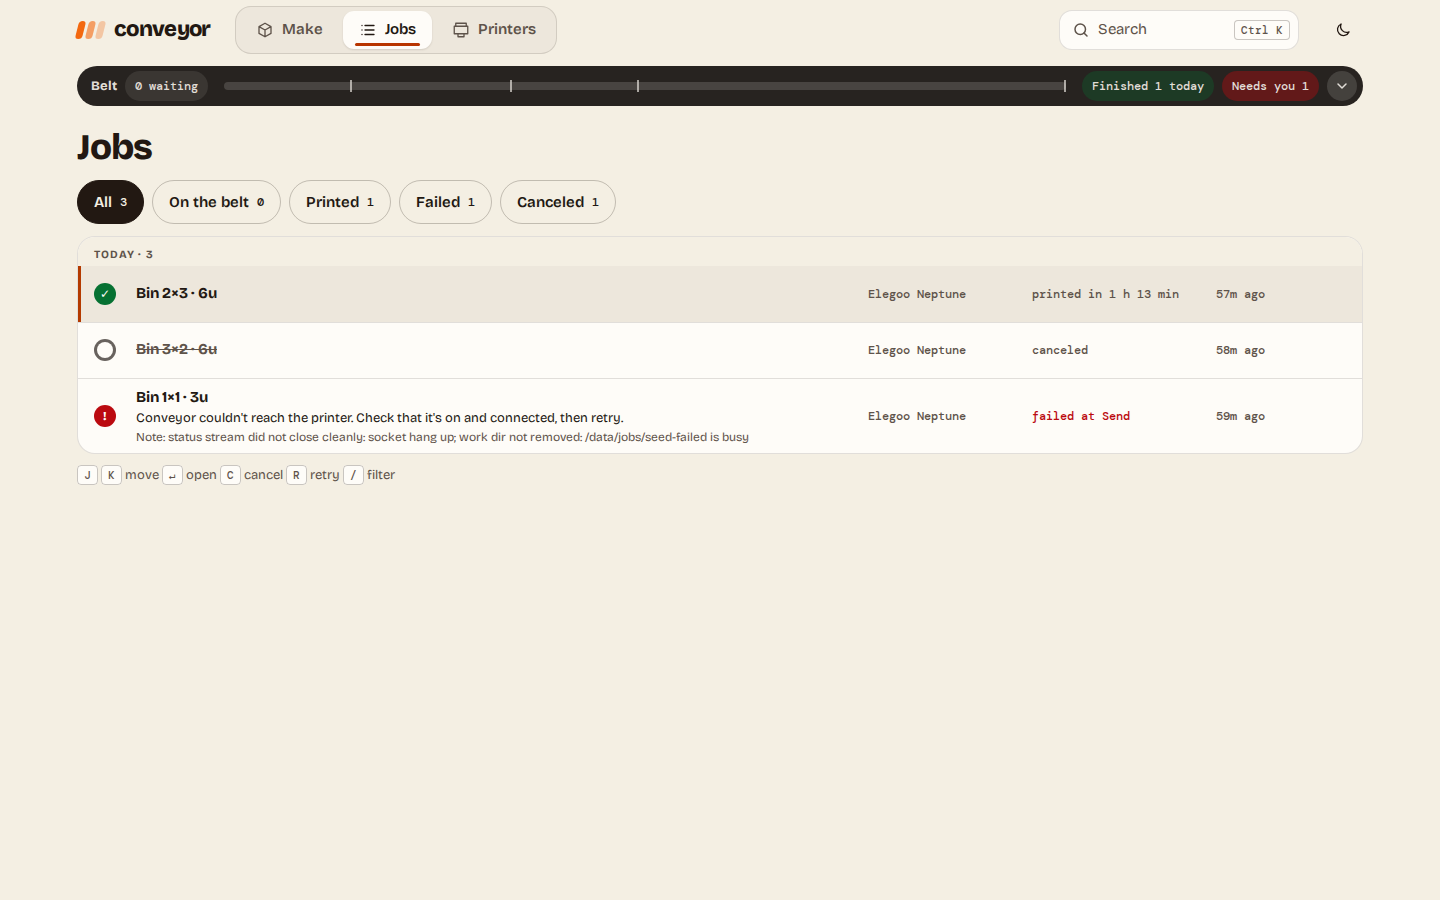 conveyor
Make
Jobs
Printers
Search
Ctrl K
Belt
0 waiting
Finished 1 today
Needs you 1
Jobs
All 3
On the belt 0
Printed 1
Failed 1
Canceled 1
TODAY · 3
✓ Bin 2×3 · 6u Elegoo Neptune printed in 1 h 13 min 57m ago
Bin 3×2 · 6u Elegoo Neptune canceled 58m ago
Bin 1×1 · 3u
! Conveyor couldn't reach the printer. Check that it's on and connected, then retry. Elegoo Neptune failed at Send 59m ago
Note: status stream did not close cleanly: socket hang up; work dir not removed: /data/jobs/seed-failed is busy
J K move ↵ open C cancel R retry / filter